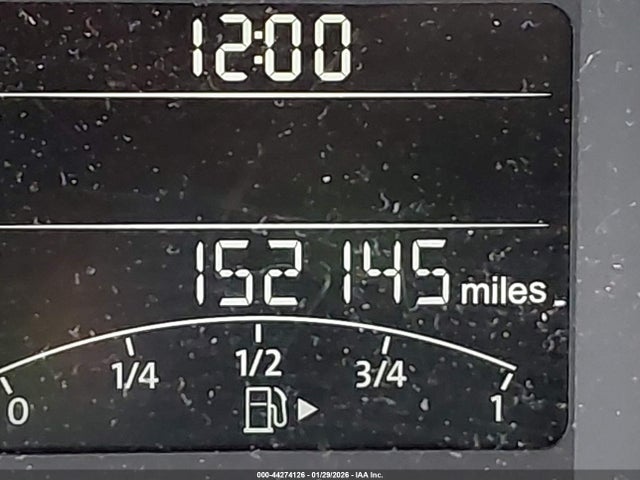 12:00
152145 miles
0 1/4 1/2 3/4 1
000-44274126 - 01/29/2026 - IAA Inc.